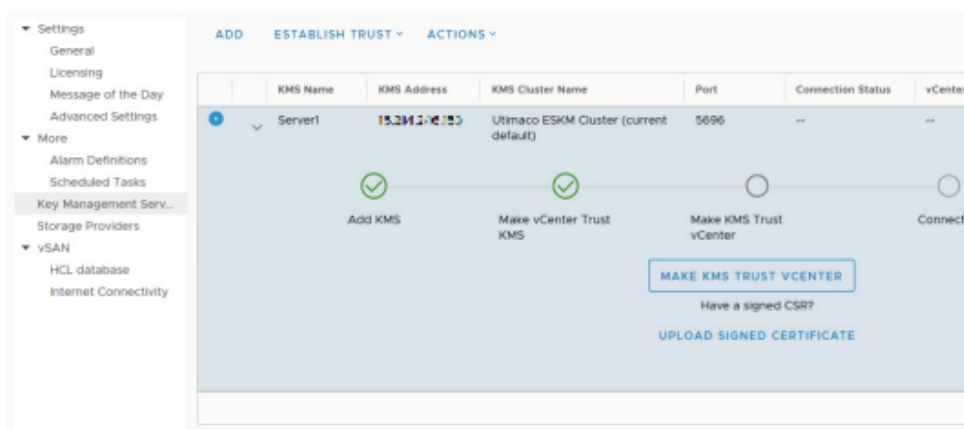 Settings
General
Licensing
Message of the Day
Advanced Settings
More
Alarm Definitions
Scheduled Tasks
Key Management Serv...
Storage Providers
vSAN
HCL database
Internet Connectivity
ADD ESTABLISH TRUST ACTIONS
KMS Name KMS Address KMS Cluster Name Port Connection Status vCenter
Server1 Utimaco ESKM Cluster (current 5696 -- --
default)
Add KMS Make vCenter Trust Make KMS Trust Connect
KMS vCenter
MAKE KMS TRUST VCENTER
Have a signed CSR?
UPLOAD SIGNED CERTIFICATE